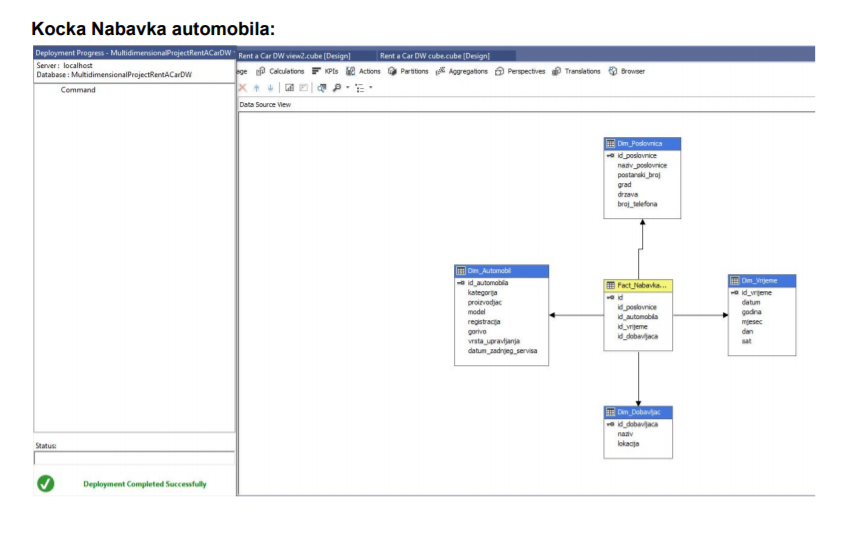 Kocka Nabavka automobila:
Deployment Progress - MultidimensionalProjectRentACarDW
Server: localhost
Database: MultidimensionalProjectRentACarDW
Command
Status:
Deployment Completed Successfully
Rent a Car DW view2.cube [Design] Rent a Car DW cube.cube [Design]
age Calculations KPIs Actions Partitions Aggregations Perspectives Translations Browser
Data Source View
Dim_Poslovnica
id_poslovnice
naziv_poslovnice
postanski_broj
grad
drzava
broj_telefona
Dim_Automobil
id_automobila
kategorija
proizvodjac
model
registracija
gorivo
vrsta_upravljanja
datum_zadnjeg_servisa
Fact_Nabavka...
id
id_poslovnice
id_automobila
id_vrijeme
id_dobavljaca
Dim_Vrijeme
id_vrijeme
datum
godina
mjesec
dan
sat
Dim_Dobavljac
id_dobavljaca
naziv
lokacija